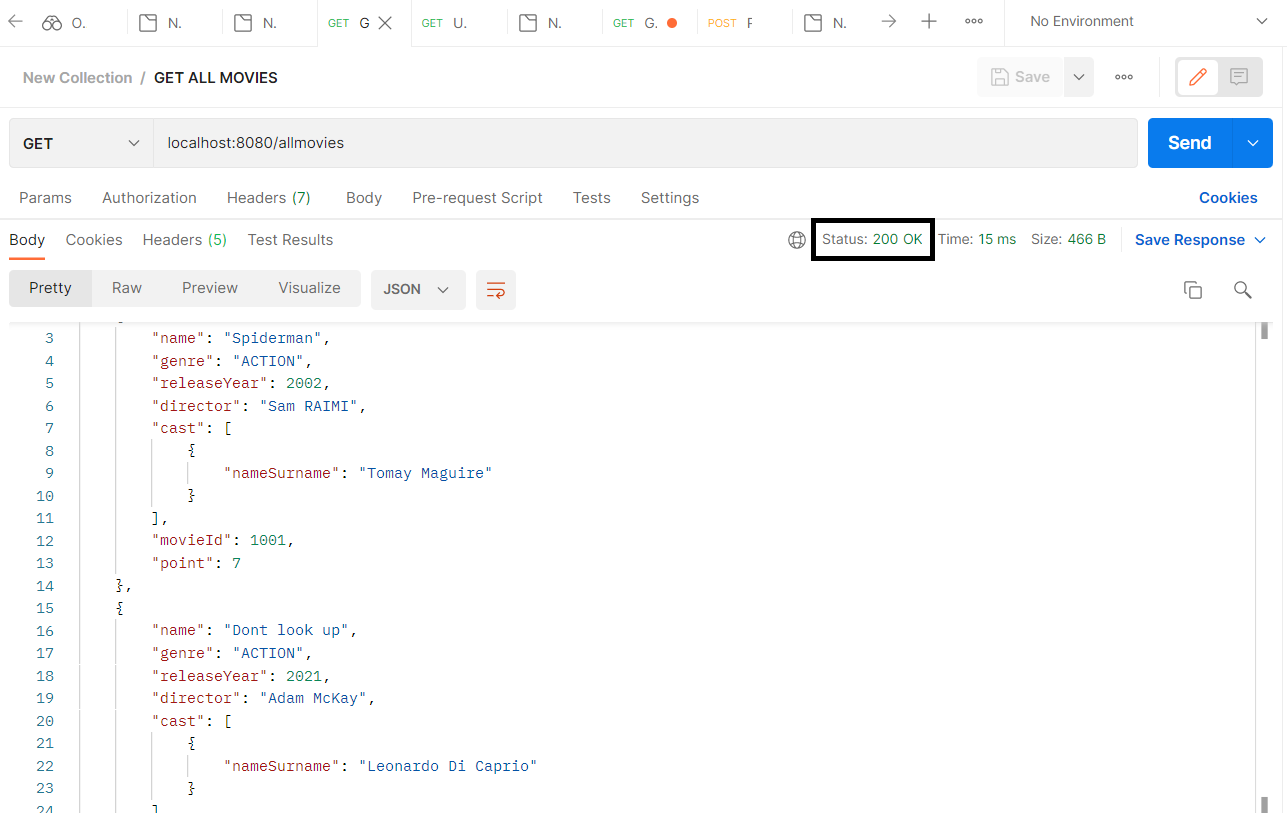 O. N. N. GET G GET U. N. GET G. POST F N. No Environment
New Collection / GET ALL MOVIES Save
GET localhost:8080/allmovies Send
Params Authorization Headers (7) Body Pre-request Script Tests Settings Cookies
Body Cookies Headers (5) Test Results Status: 200 OK Time: 15 ms Size: 466 B Save Response
Pretty Raw Preview Visualize JSON
3 "name": "Spiderman",
4 "genre": "ACTION",
5 "releaseYear": 2002,
6 "director": "Sam RAIMI",
7 "cast": [
8 {
9 "nameSurname": "Tomay Maguire"
10 }
11 ],
12 "movieId": 1001,
13 "point": 7
14 },
15 {
16 "name": "Dont look up",
17 "genre": "ACTION",
18 "releaseYear": 2021,
19 "director": "Adam McKay",
20 "cast": [
21 {
22 "nameSurname": "Leonardo Di Caprio"
23 }
24 ]